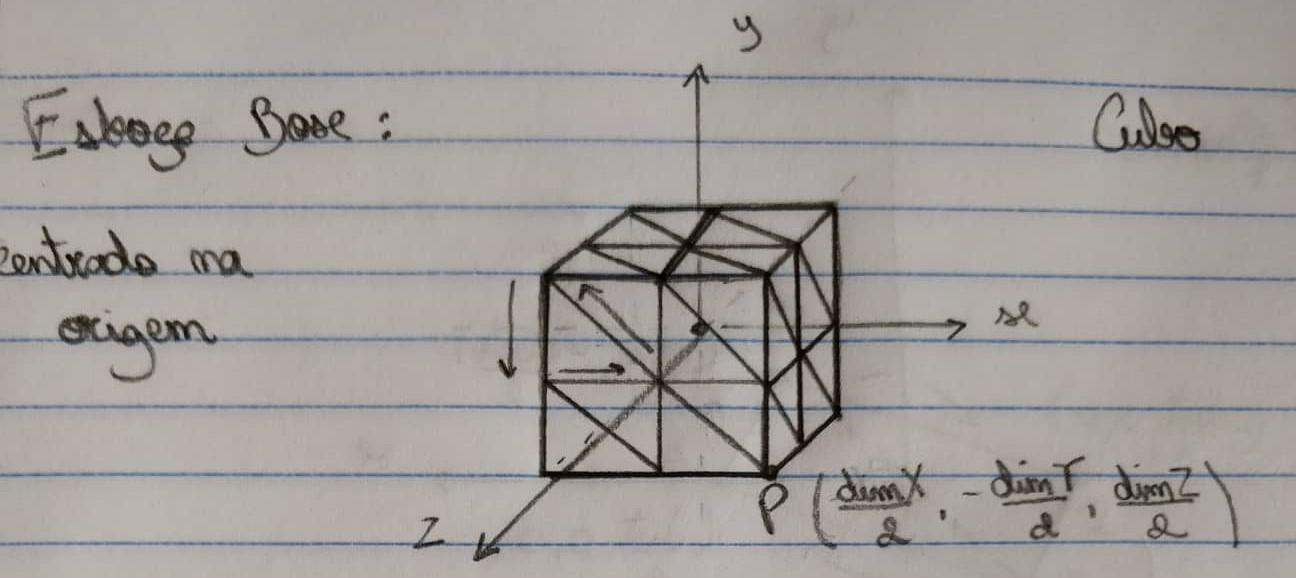 y
Esboço Base :
Cubo
centrado na
origem
x
P (dimX/2, -dimY/2, dimZ/2)
Z